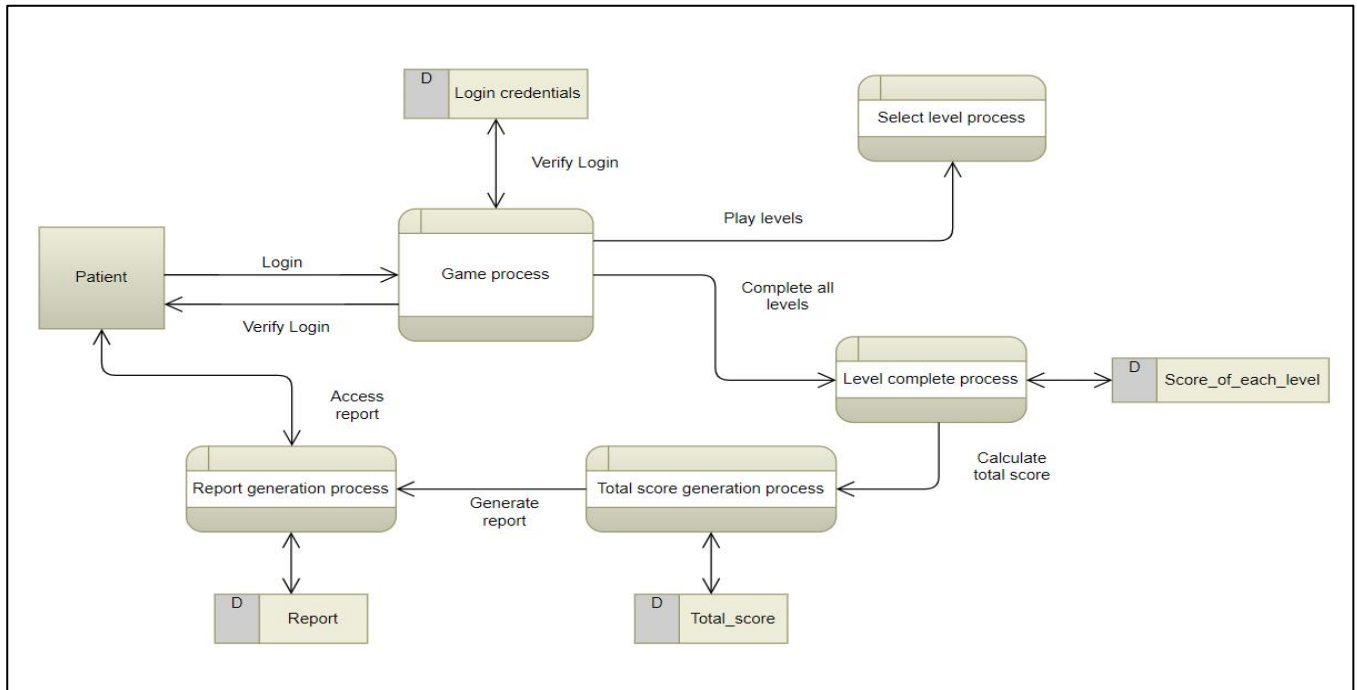 D
Login credentials
Select level process
Verify Login
Play levels
Patient
Login
Game process
Verify Login
Complete all
levels
Level complete process
D
Score_of_each_level
Access
report
Calculate
total score
Report generation process
Generate
report
Total score generation process
D
Report
D
Total_score